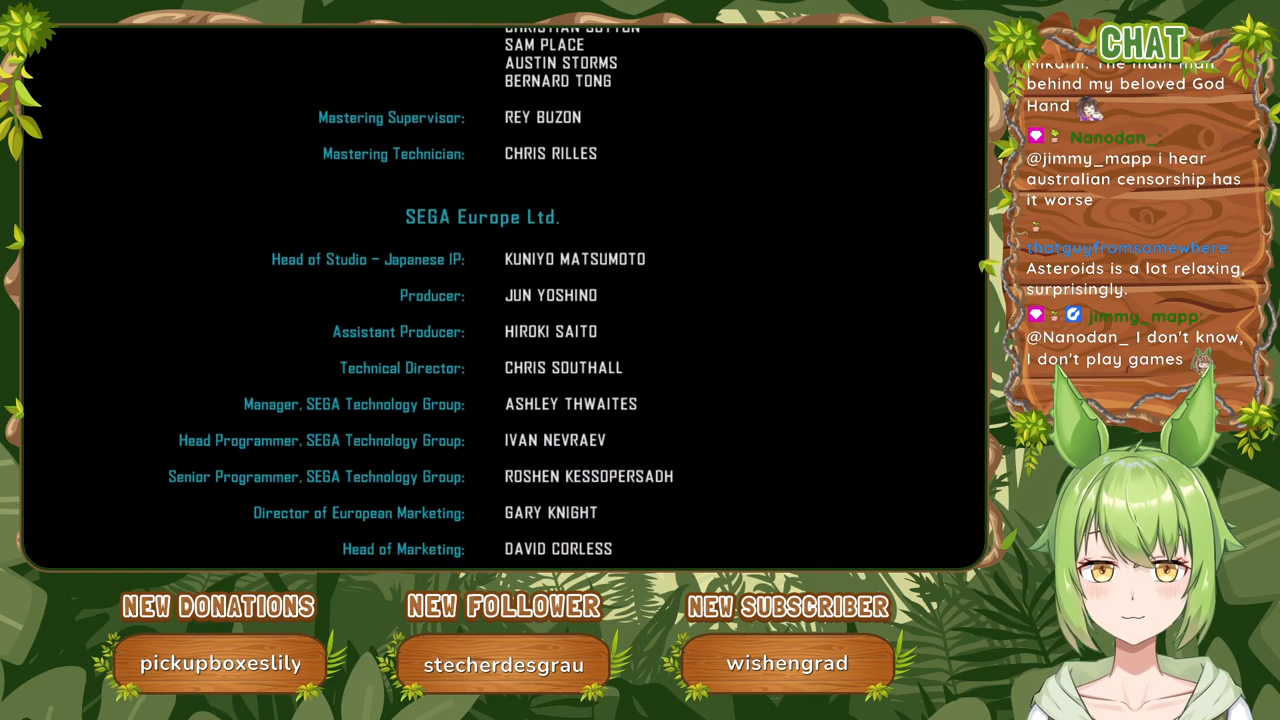 SAM PLACE
AUSTIN STORMS
BERNARD TONG
Mastering Supervisor: REY BUZON
Mastering Technician: CHRIS RILLES
SEGA Europe Ltd.
Head of Studio - Japanese IP: KUNIYO MATSUMOTO
Producer: JUN YOSHINO
Assistant Producer: HIROKI SAITO
Technical Director: CHRIS SOUTHALL
Manager, SEGA Technology Group: ASHLEY THWAITES
Head Programmer, SEGA Technology Group: IVAN NEVRAEV
Senior Programmer, SEGA Technology Group: ROSHEN KESSOPERSADH
Director of European Marketing: GARY KNIGHT
Head of Marketing: DAVID CORLESS
CHAT
Mikami. The main man
behind my beloved God
Hand
Nanodan_:
@jimmy_mapp i hear
australian censorship has
it worse
thatguyfromsomewhere:
Asteroids is a lot relaxing,
surprisingly.
jimmy_mapp:
@Nanodan_ I don't know,
I don't play games
NEW DONATIONS
pickupboxeslily
NEW FOLLOWER
stecherdesgrau
NEW SUBSCRIBER
wishengrad